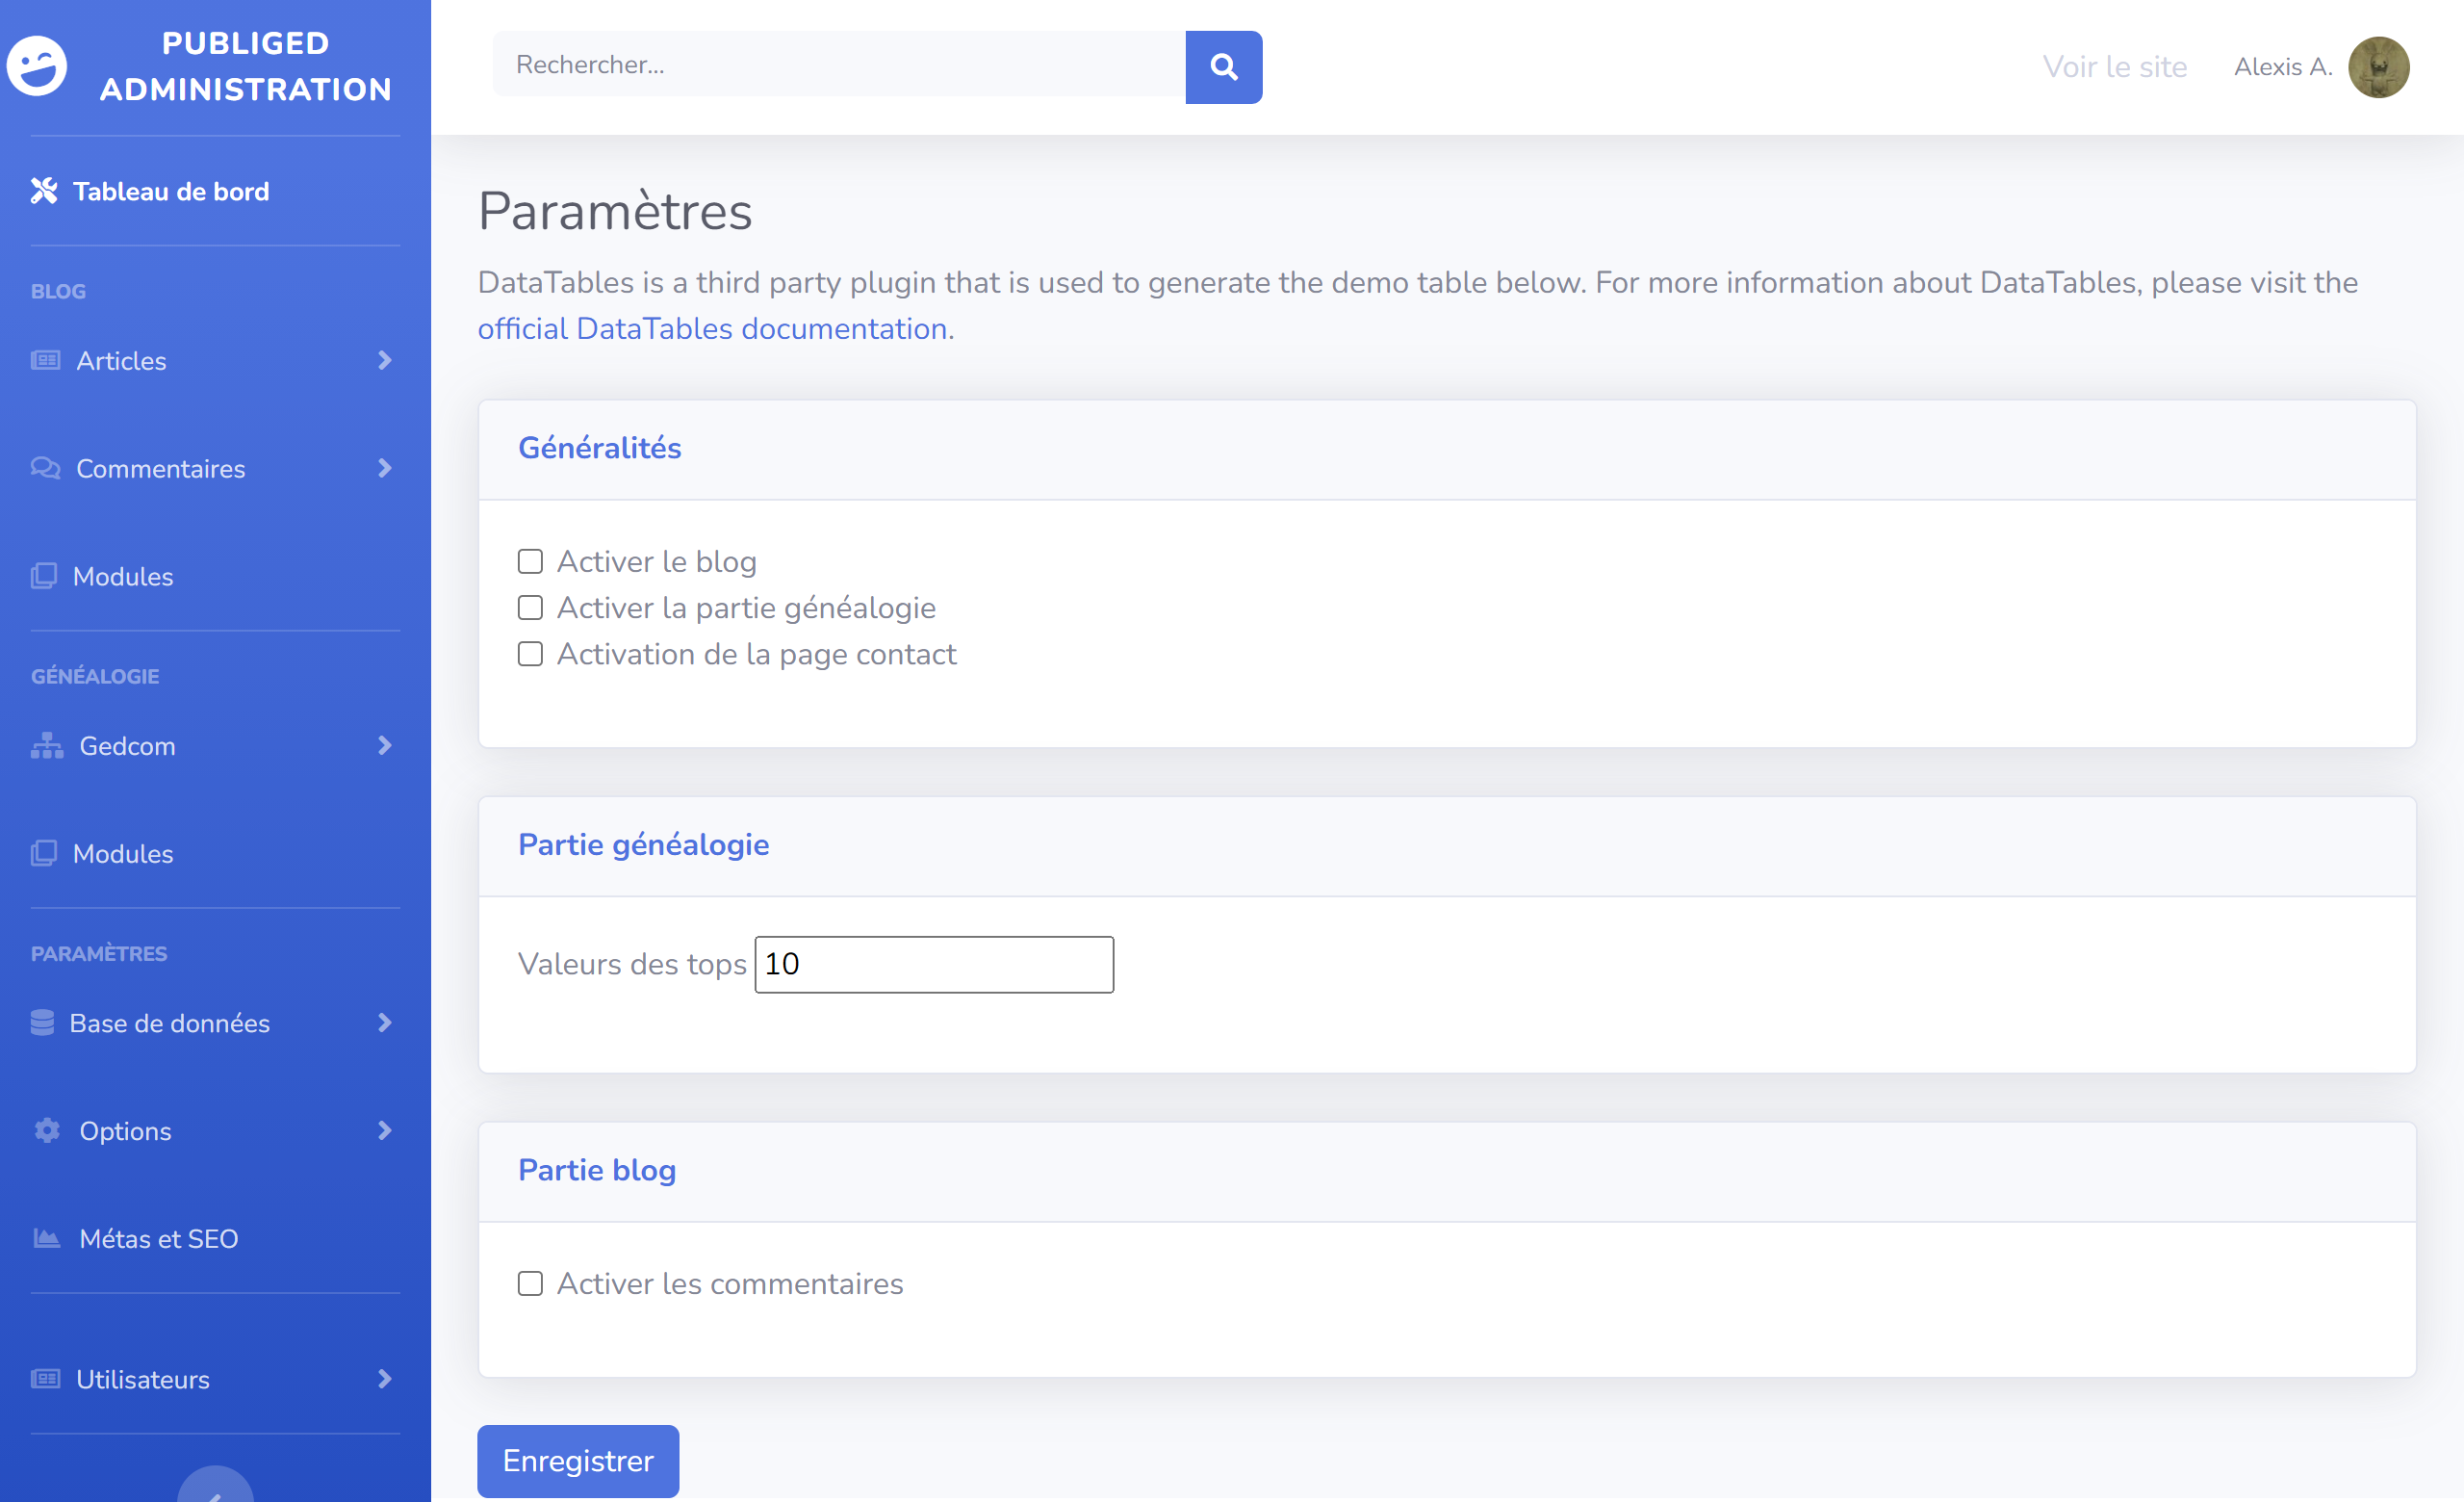 PUBLIGED
ADMINISTRATION
Tableau de bord
BLOG
Articles
Commentaires
Modules
GÉNÉALOGIE
Gedcom
Modules
PARAMÈTRES
Base de données
Options
Métas et SEO
Utilisateurs
Rechercher...
Voir le site
Alexis A.
Paramètres
DataTables is a third party plugin that is used to generate the demo table below. For more information about DataTables, please visit the
official DataTables documentation.
Généralités
Activer le blog
Activer la partie généalogie
Activation de la page contact
Partie généalogie
Valeurs des tops 10
Partie blog
Activer les commentaires
Enregistrer